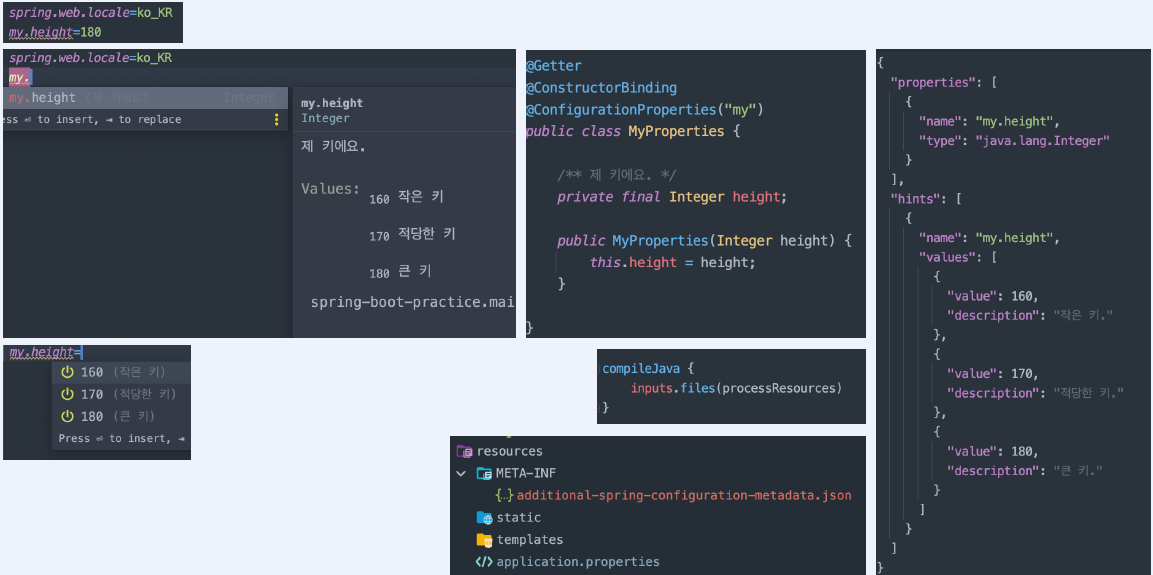 spring.web.locale=ko_KR
my.height=180
spring.web.locale=ko_KR
my.
my.height (제 키에요) Integer
ess ⏎ to insert, ⇥ to replace
my.height
Integer
제 키에요.
Values:
160 작은 키
170 적당한 키
180 큰 키
spring-boot-practice.mai
my.height=
160 (작은 키)
170 (적당한 키)
180 (큰 키)
Press ⏎ to insert, ⇥
@Getter
@ConstructorBinding
@ConfigurationProperties("my")
public class MyProperties {
/** 제 키에요. */
private final Integer height;
public MyProperties(Integer height) {
this.height = height;
}
}
compileJava {
inputs.files(processResources)
}
resources
META-INF
{..} additional-spring-configuration-metadata.json
static
templates
</> application.properties
{
"properties": [
{
"name": "my.height",
"type": "java.lang.Integer"
}
],
"hints": [
{
"name": "my.height",
"values": [
{
"value": 160,
"description": "작은 키."
},
{
"value": 170,
"description": "적당한 키."
},
{
"value": 180,
"description": "큰 키."
}
]
}
]
}